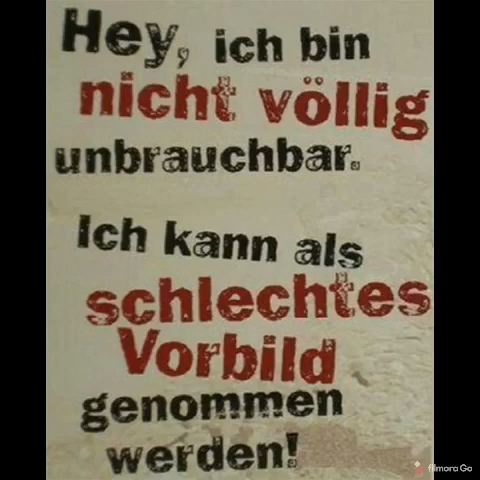 Hey, ich bin
nicht völlig
unbrauchbar.
Ich kann als
schlechtes
Vorbild
genommen
werden!
filmora Go